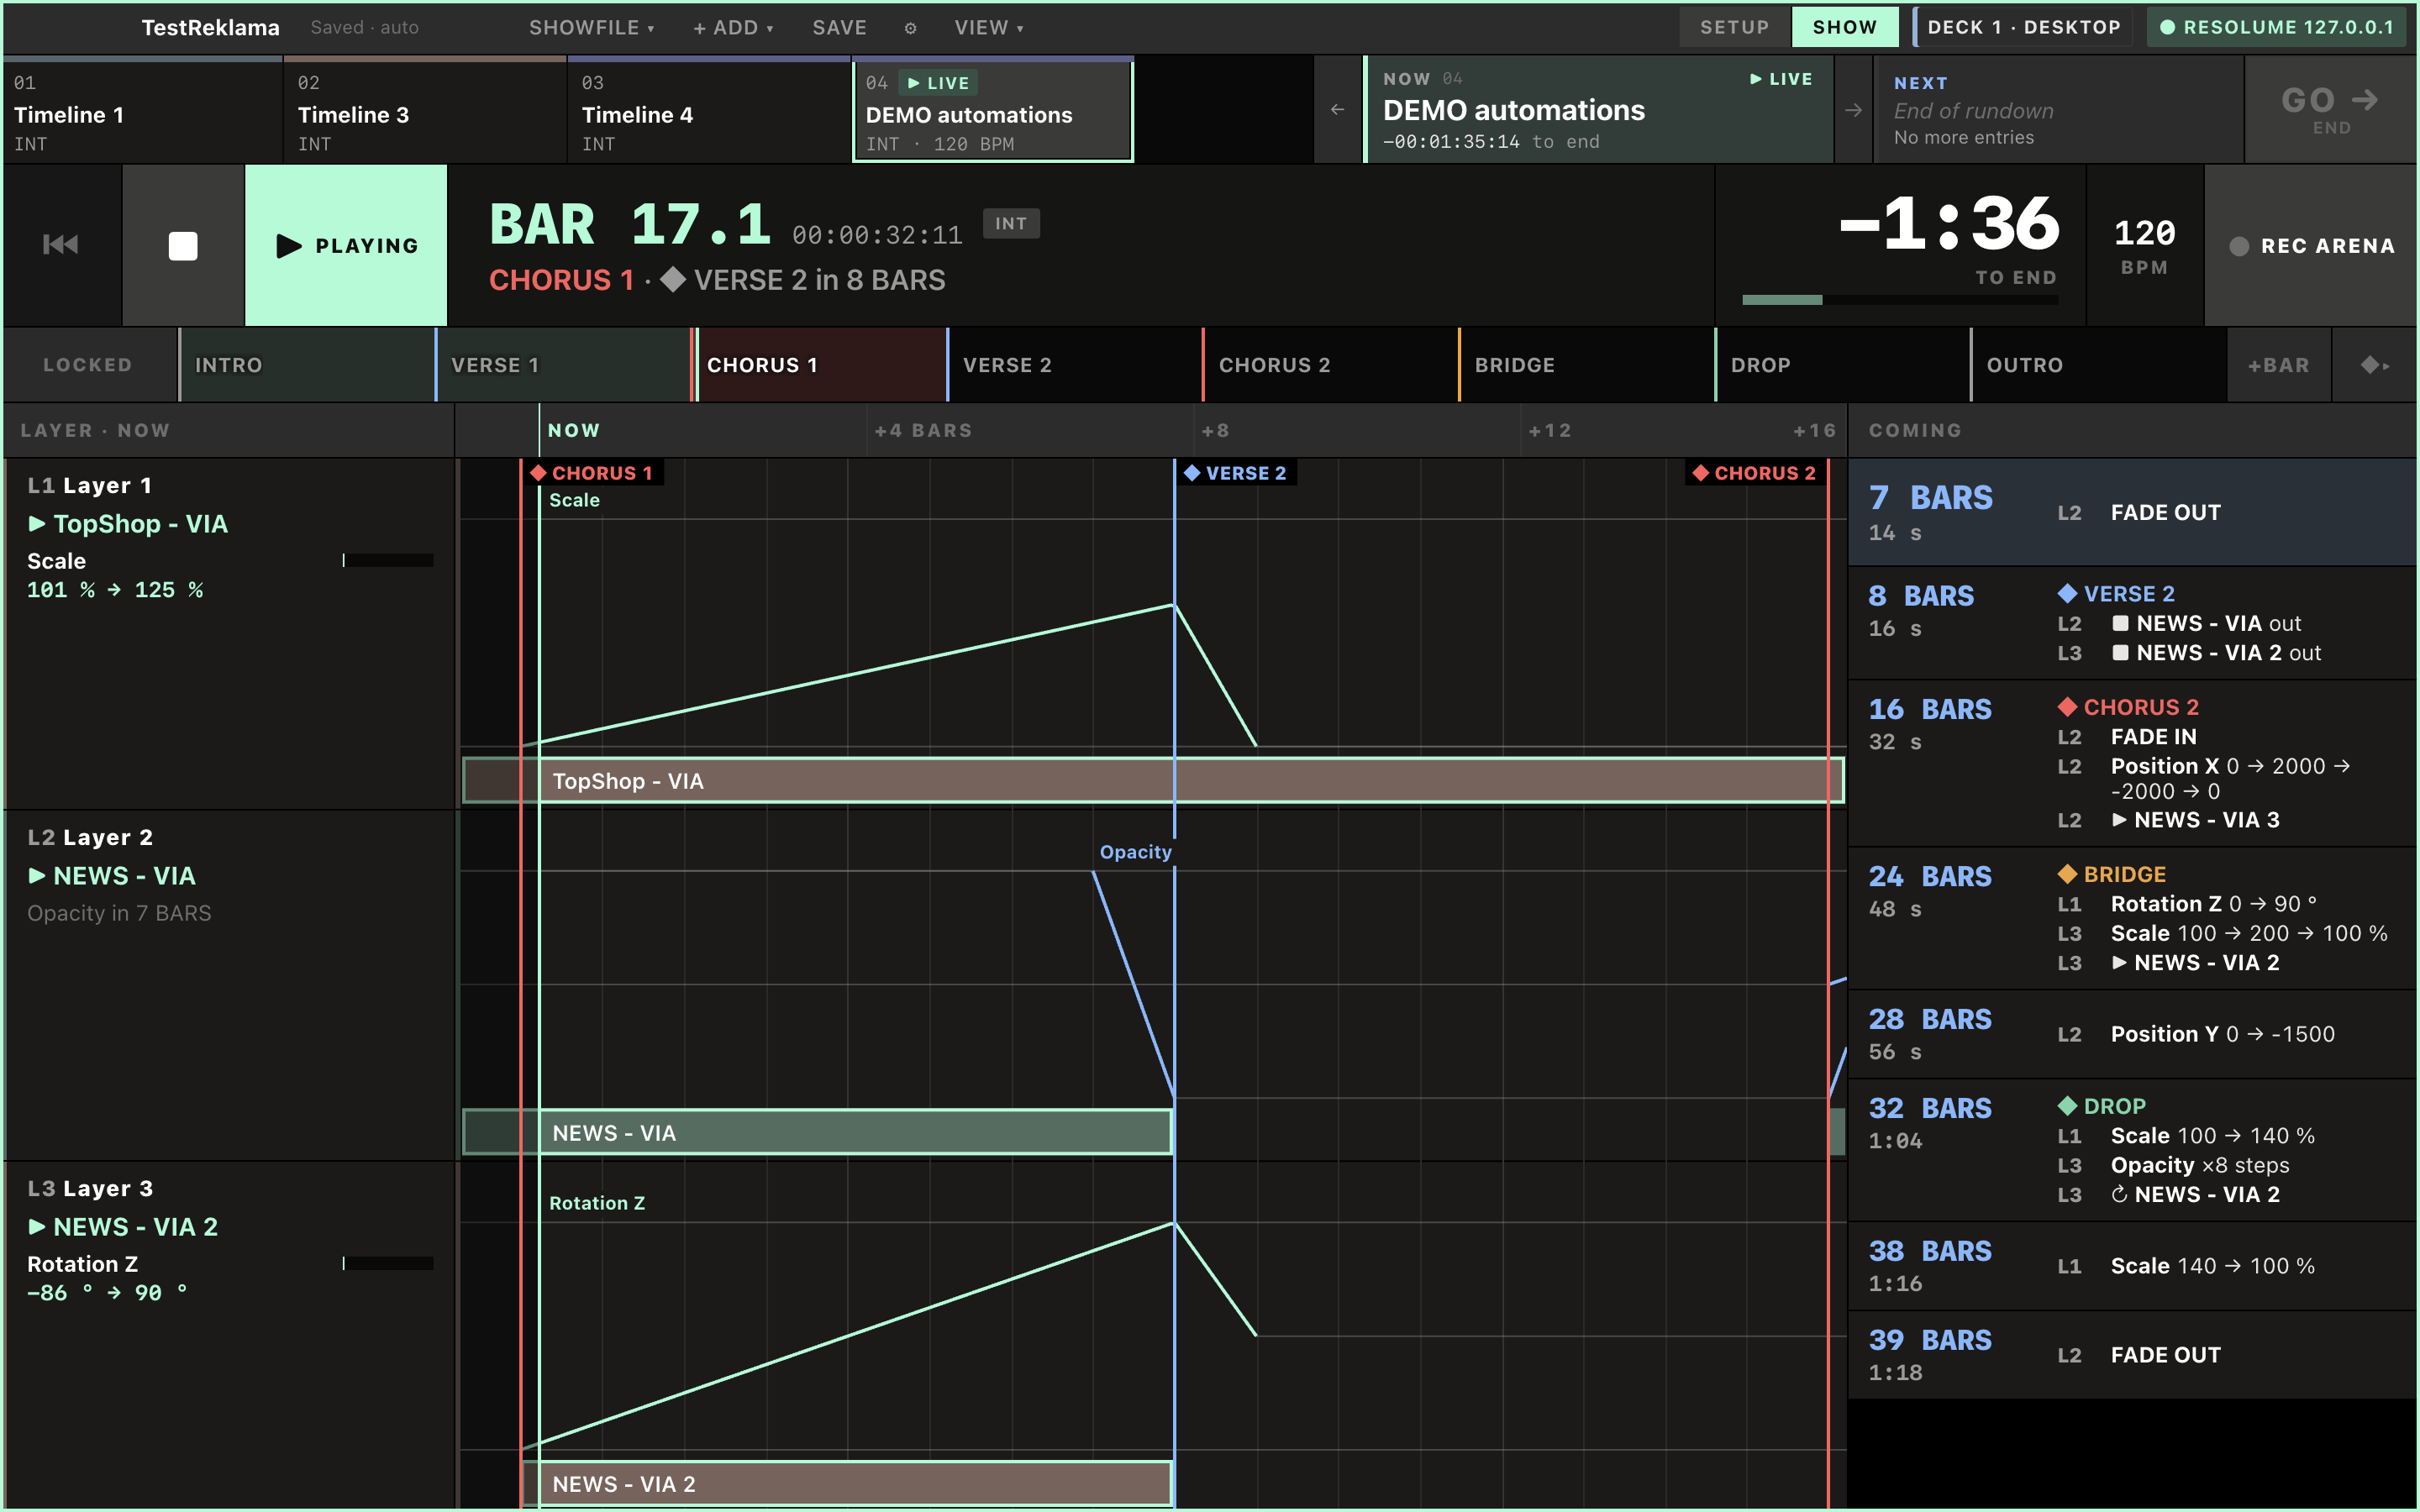 TestReklama Saved · auto SHOWFILE ▾ + ADD ▾ SAVE ⚙ VIEW ▾ SETUP SHOW DECK 1 · DESKTOP ● RESOLUME 127.0.0.1
01
Timeline 1
INT
02
Timeline 3
INT
03
Timeline 4
INT
04 ▶ LIVE
DEMO automations
INT · 120 BPM
←
NOW 04 ▶ LIVE
DEMO automations
−00:01:35:14 to end
→
NEXT
End of rundown
No more entries
GO →
END
PLAYING
BAR 17.1 00:00:32:11 INT
CHORUS 1 · ◆ VERSE 2 in 8 BARS
−1:36
TO END
120
BPM
REC ARENA
LOCKED INTRO VERSE 1 CHORUS 1 VERSE 2 CHORUS 2 BRIDGE DROP OUTRO +BAR ◆▸
LAYER · NOW NOW +4 BARS +8 +12 +16 COMING
L1 Layer 1
▶ TopShop - VIA
Scale
101 % → 125 %
◆ CHORUS 1 ◆ VERSE 2 ◆ CHORUS 2
Scale
TopShop - VIA
L2 Layer 2
▶ NEWS - VIA
Opacity in 7 BARS
Opacity
NEWS - VIA
L3 Layer 3
▶ NEWS - VIA 2
Rotation Z
−86 ° → 90 °
Rotation Z
NEWS - VIA 2
7 BARS
14 s
L2 FADE OUT
8 BARS
16 s
◆ VERSE 2
L2 NEWS - VIA out
L3 NEWS - VIA 2 out
16 BARS
32 s
◆ CHORUS 2
L2 FADE IN
L2 Position X 0 → 2000 →
-2000 → 0
L2 ▶ NEWS - VIA 3
24 BARS
48 s
◆ BRIDGE
L1 Rotation Z 0 → 90 °
L3 Scale 100 → 200 → 100 %
L3 ▶ NEWS - VIA 2
28 BARS
56 s
L2 Position Y 0 → -1500
32 BARS
1:04
◆ DROP
L1 Scale 100 → 140 %
L3 Opacity ×8 steps
L3 ↻ NEWS - VIA 2
38 BARS
1:16
L1 Scale 140 → 100 %
39 BARS
1:18
L2 FADE OUT